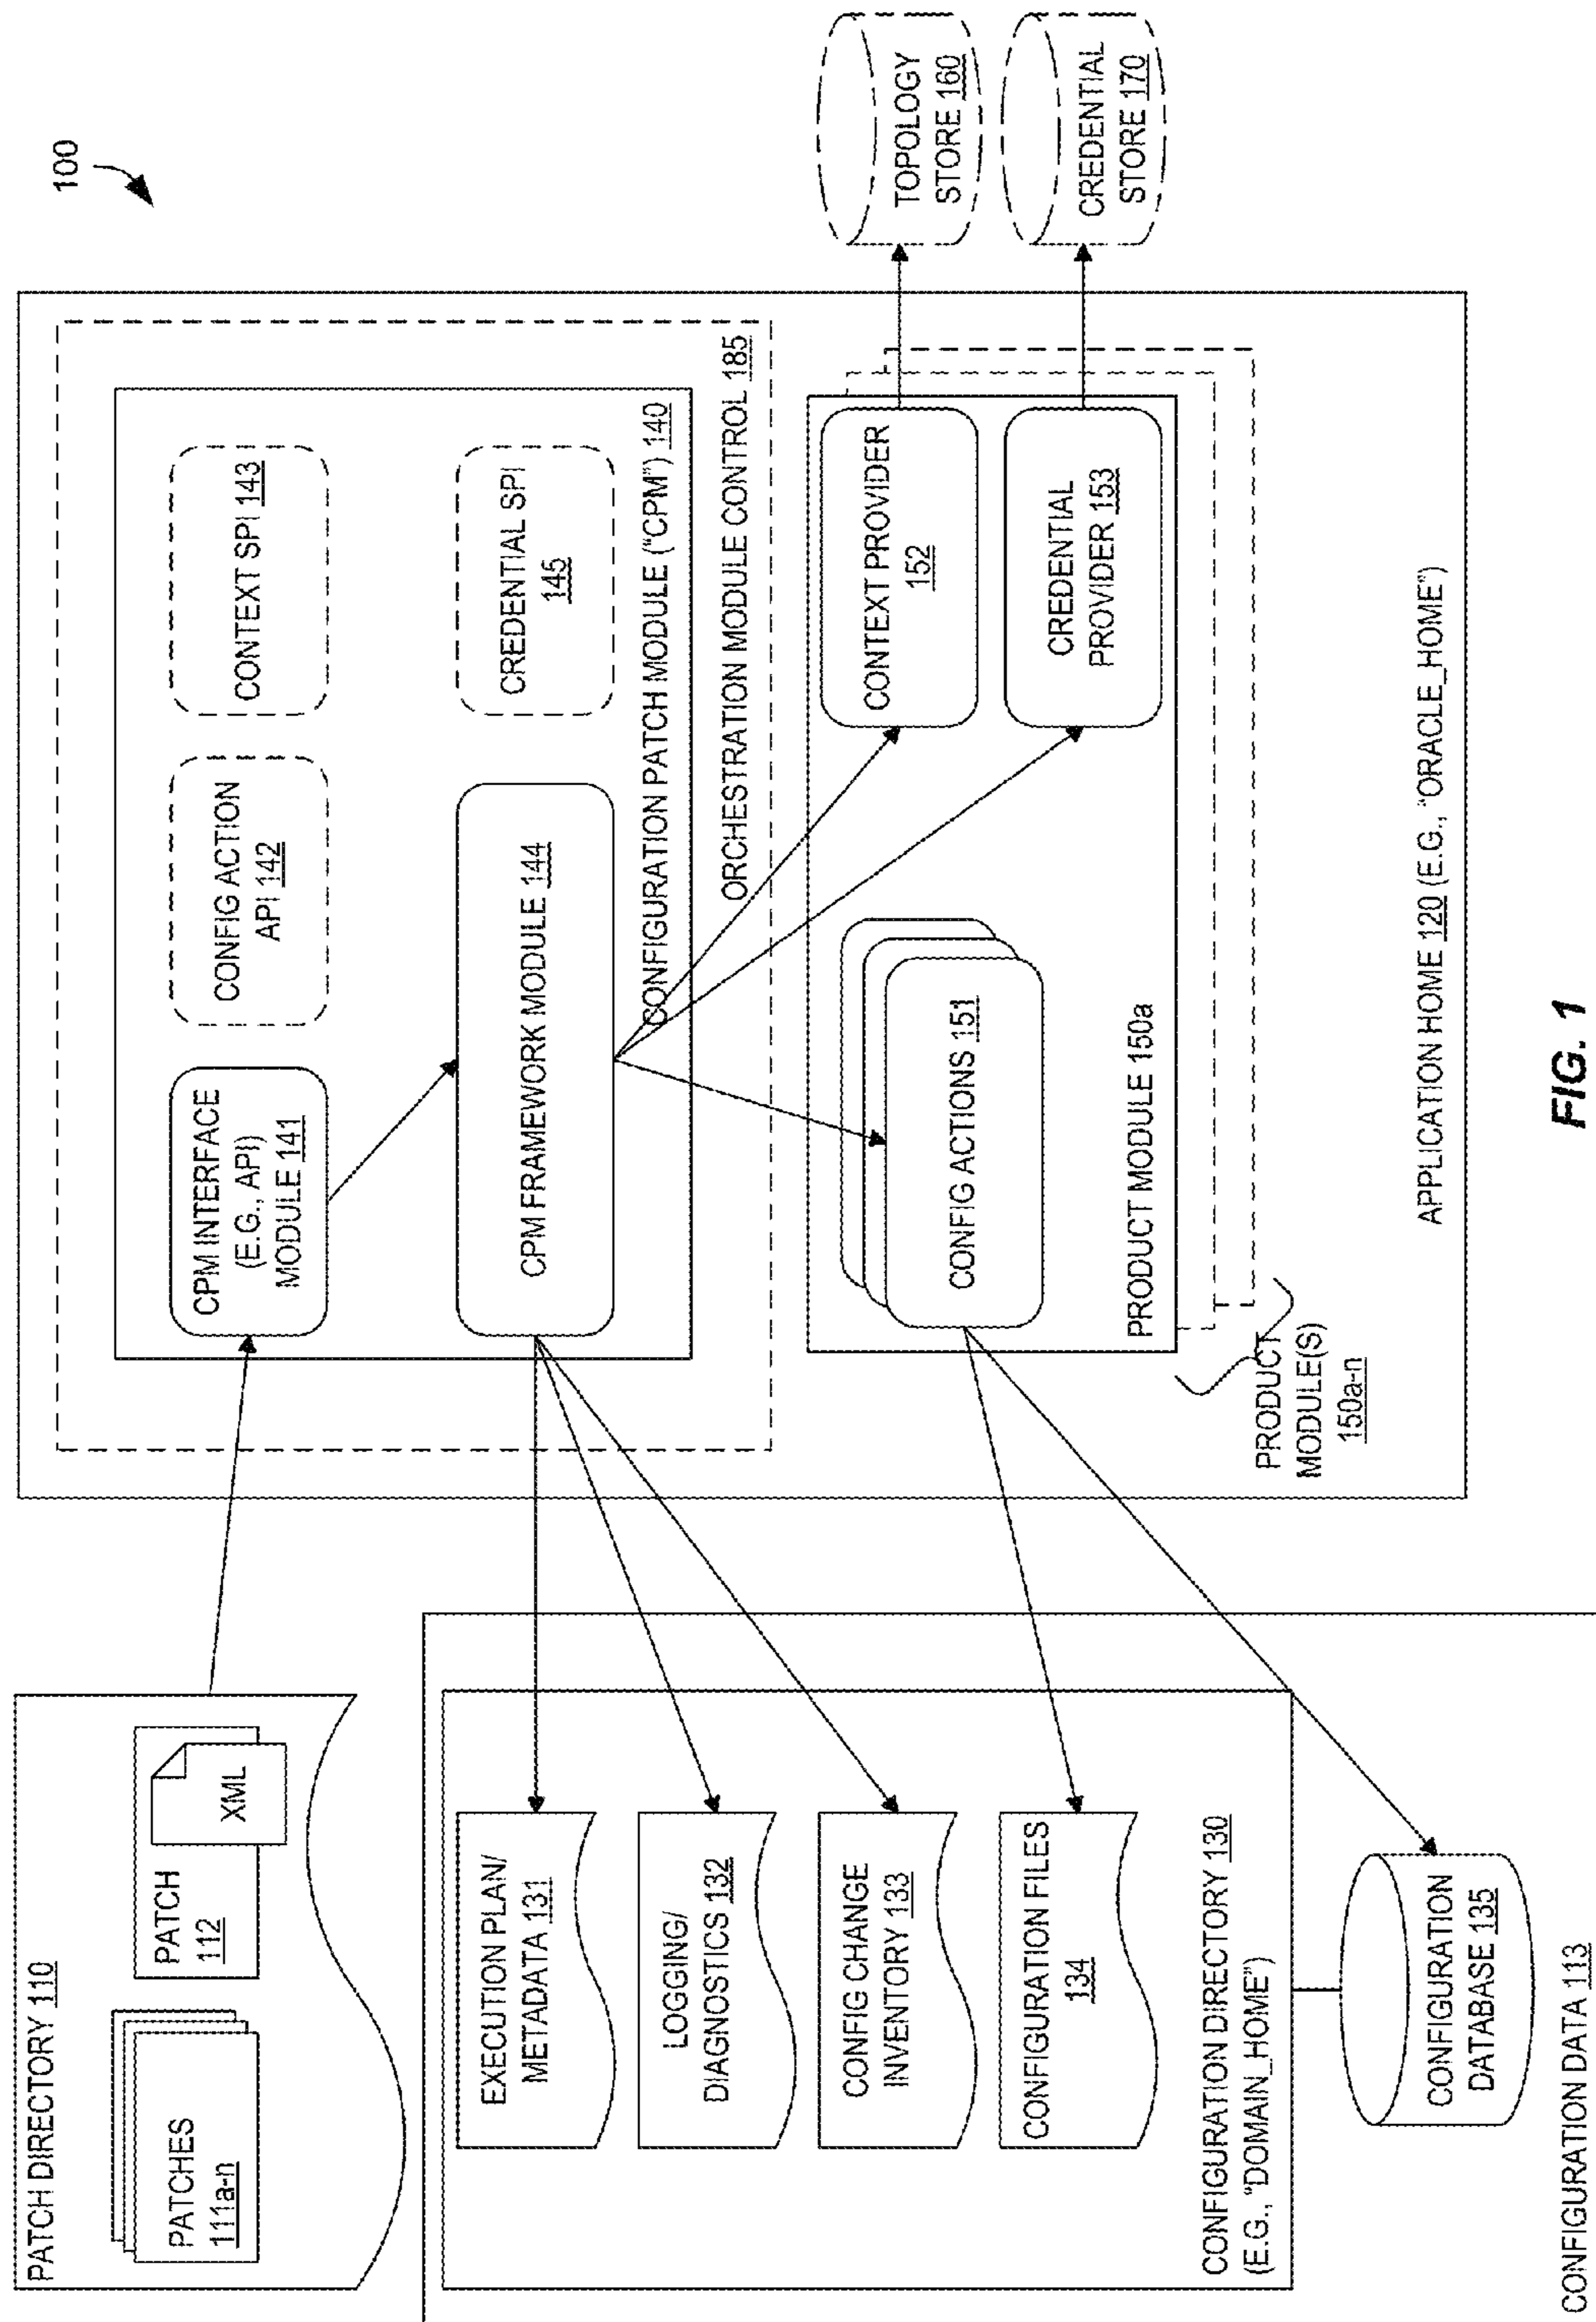 100
PATCH DIRECTORY 110
PATCHES
111a-n
PATCH
112
XML
EXECUTION PLAN/
METADATA 131
LOGGING/
DIAGNOSTICS 132
CONFIG CHANGE
INVENTORY 133
CONFIGURATION FILES
134
CONFIGURATION DIRECTORY 130
(E.G., "DOMAIN_HOME")
CONFIGURATION
DATABASE 135
CONFIGURATION DATA 113
CPM INTERFACE
(E.G., API)
MODULE 141
CONFIG ACTION
API 142
CONTEXT SPI 143
CPM FRAMEWORK MODULE 144
CREDENTIAL SPI
145
CONFIGURATION PATCH MODULE ("CPM") 140
ORCHESTRATION MODULE CONTROL 185
CONFIG ACTIONS 151
CONTEXT PROVIDER
152
CREDENTIAL
PROVIDER 153
PRODUCT MODULE 150a
PRODUCT
MODULE(S)
150a-n
APPLICATION HOME 120 (E.G., "ORACLE_HOME")
TOPOLOGY
STORE 160
CREDENTIAL
STORE 170
FIG. 1